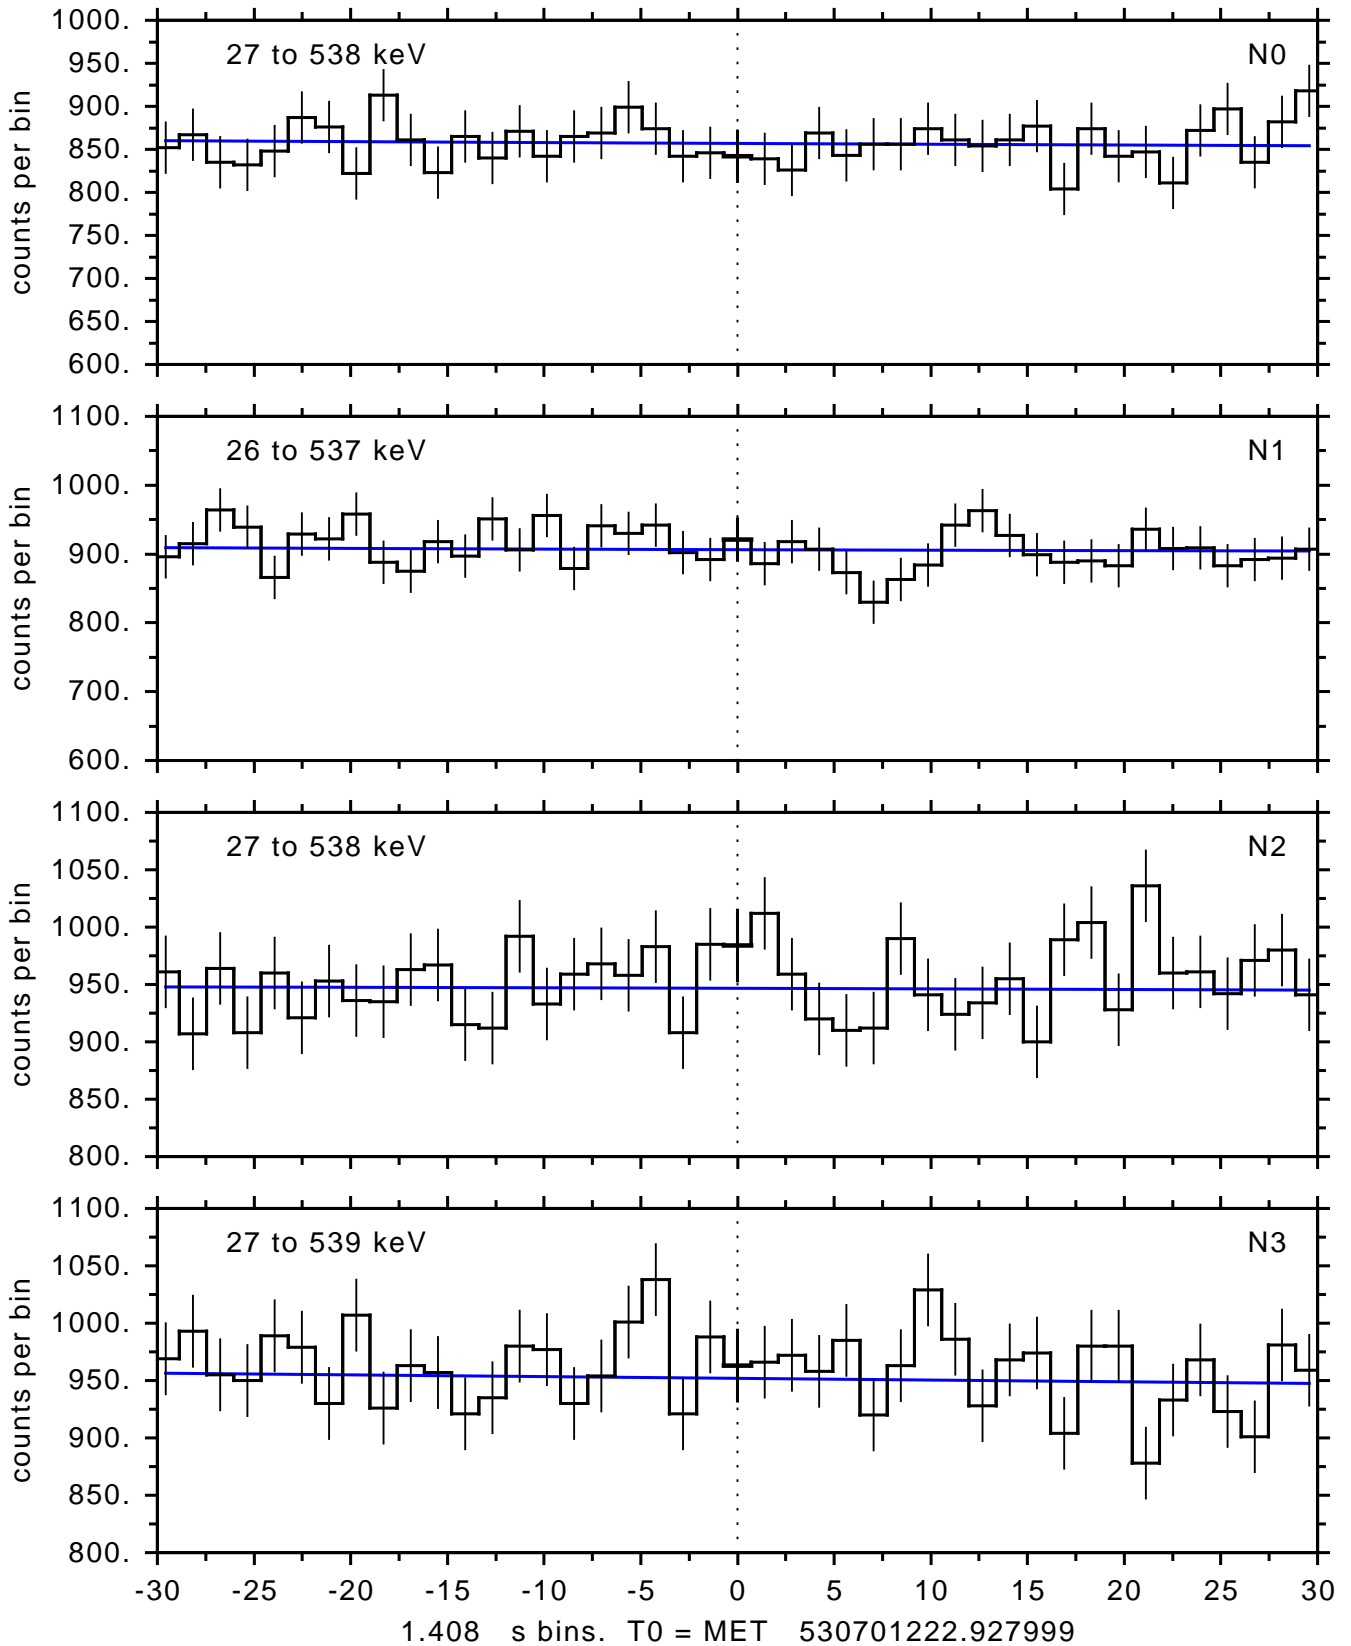 1000.
27 to 538 keV N0
950.
900.
850.
800.
750.
700.
650.
600.
counts per bin
1100.
26 to 537 keV N1
1000.
900.
800.
700.
600.
counts per bin
1100.
27 to 538 keV N2
1050.
1000.
950.
900.
850.
800.
counts per bin
1100.
27 to 539 keV N3
1050.
1000.
950.
900.
850.
800.
counts per bin
-30 -25 -20 -15 -10 -5 0 5 10 15 20 25 30
1.408 s bins. T0 = MET 530701222.927999